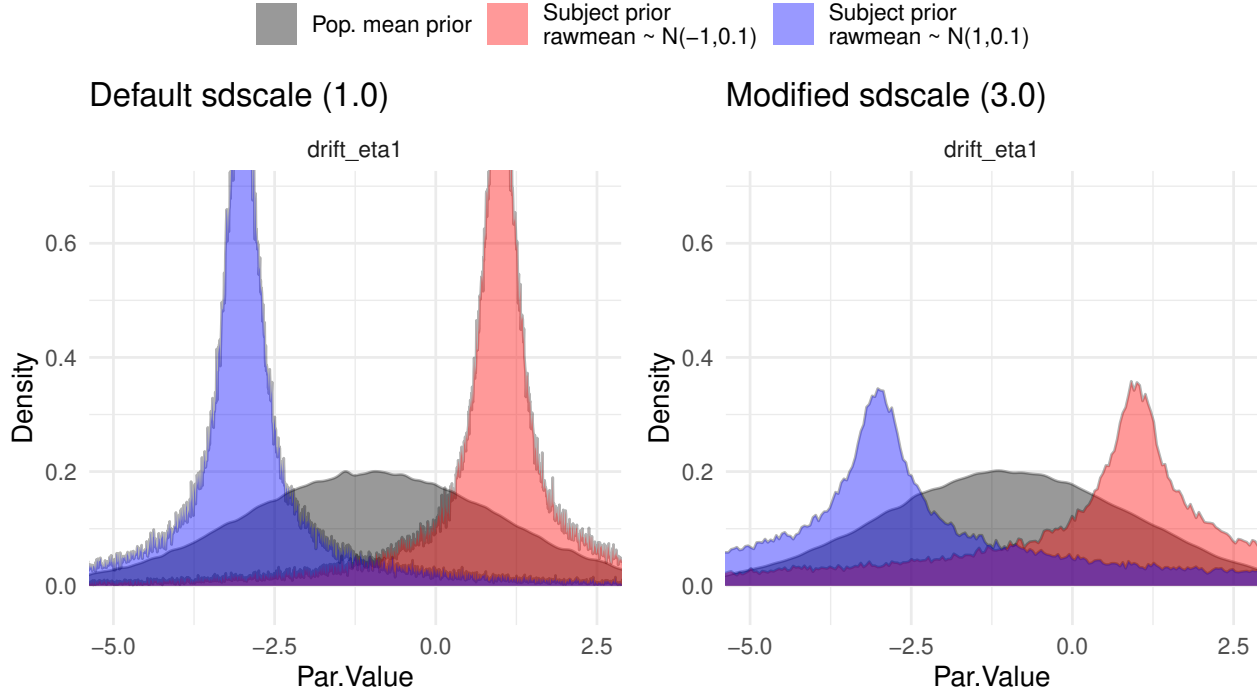 Pop. mean prior
Subject prior
rawmean ~ N(−1,0.1)
Subject prior
rawmean ~ N(1,0.1)
Default sdscale (1.0)
drift_eta1
Density
0.6
0.4
0.2
0.0
−5.0 −2.5 0.0 2.5
Par.Value
Modified sdscale (3.0)
drift_eta1
Density
0.6
0.4
0.2
0.0
−5.0 −2.5 0.0 2.5
Par.Value